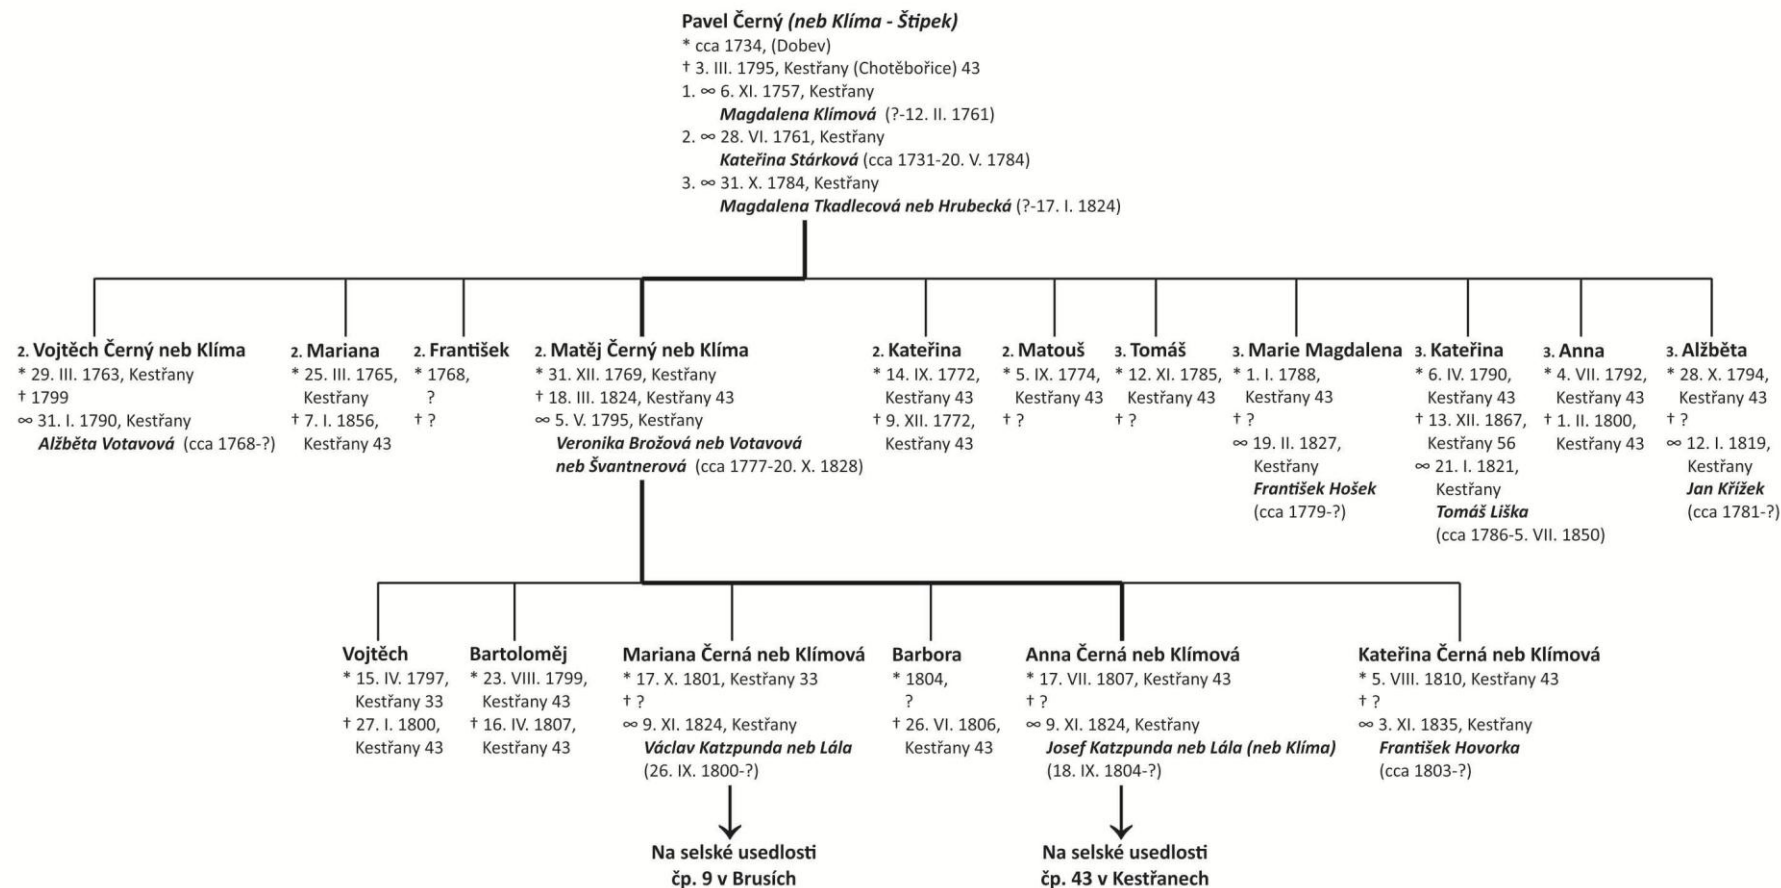 Pavel Černý (neb Klíma - Štipek)
* cca 1734, (Dobev)
† 3. III. 1795, Kestřany (Chotěbořice) 43
1. ∞ 6. XI. 1757, Kestřany
Magdalena Klímová (?-12. II. 1761)
2. ∞ 28. VI. 1761, Kestřany
Kateřina Stárková (cca 1731-20. V. 1784)
3. ∞ 31. X. 1784, Kestřany
Magdalena Tkadlecová neb Hrubecká (?-17. I. 1824)
2. Vojtěch Černý neb Klíma
* 29. III. 1763, Kestřany
† 1799
∞ 31. I. 1790, Kestřany
Alžběta Votavová (cca 1768-?)
2. Mariana
* 25. III. 1765,
Kestřany
† 7. I. 1856,
Kestřany 43
2. František
* 1768,
?
† ?
2. Matěj Černý neb Klíma
* 31. XII. 1769, Kestřany
† 18. III. 1824, Kestřany 43
∞ 5. V. 1795, Kestřany
Veronika Brožová neb Votavová
neb Švantnerová (cca 1777-20. X. 1828)
2. Kateřina
* 14. IX. 1772,
Kestřany 43
† 9. XII. 1772,
Kestřany 43
2. Matouš
* 5. IX. 1774,
Kestřany 43
† ?
3. Tomáš
* 12. XI. 1785,
Kestřany 43
† ?
3. Marie Magdalena
* 1. I. 1788,
Kestřany 43
† ?
∞ 19. II. 1827,
Kestřany
František Hošek
(cca 1779-?)
3. Kateřina
* 6. IV. 1790,
Kestřany 43
† 13. XII. 1867,
Kestřany 56
∞ 21. I. 1821,
Kestřany
Tomáš Liška
(cca 1786-5. VII. 1850)
3. Anna
* 4. VII. 1792,
Kestřany 43
† 1. II. 1800,
Kestřany 43
3. Alžběta
* 28. X. 1794,
Kestřany 43
† ?
∞ 12. I. 1819,
Kestřany
Jan Křížek
(cca 1781-?)
Vojtěch
* 15. IV. 1797,
Kestřany 33
† 27. I. 1800,
Kestřany 43
Bartoloměj
* 23. VIII. 1799,
Kestřany 43
† 16. IV. 1807,
Kestřany 43
Mariana Černá neb Klímová
* 17. X. 1801, Kestřany 33
† ?
∞ 9. XI. 1824, Kestřany
Václav Katzpunda neb Lála
(26. IX. 1800-?)
Barbora
* 1804,
?
† 26. VI. 1806,
Kestřany 43
Anna Černá neb Klímová
* 17. VII. 1807, Kestřany 43
† ?
∞ 9. XI. 1824, Kestřany
Josef Katzpunda neb Lála (neb Klíma)
(18. IX. 1804-?)
Kateřina Černá neb Klímová
* 5. VIII. 1810, Kestřany 43
† ?
∞ 3. XI. 1835, Kestřany
František Hovorka
(cca 1803-?)
Na selské usedlosti
čp. 9 v Brusích
Na selské usedlosti
čp. 43 v Kestřanech